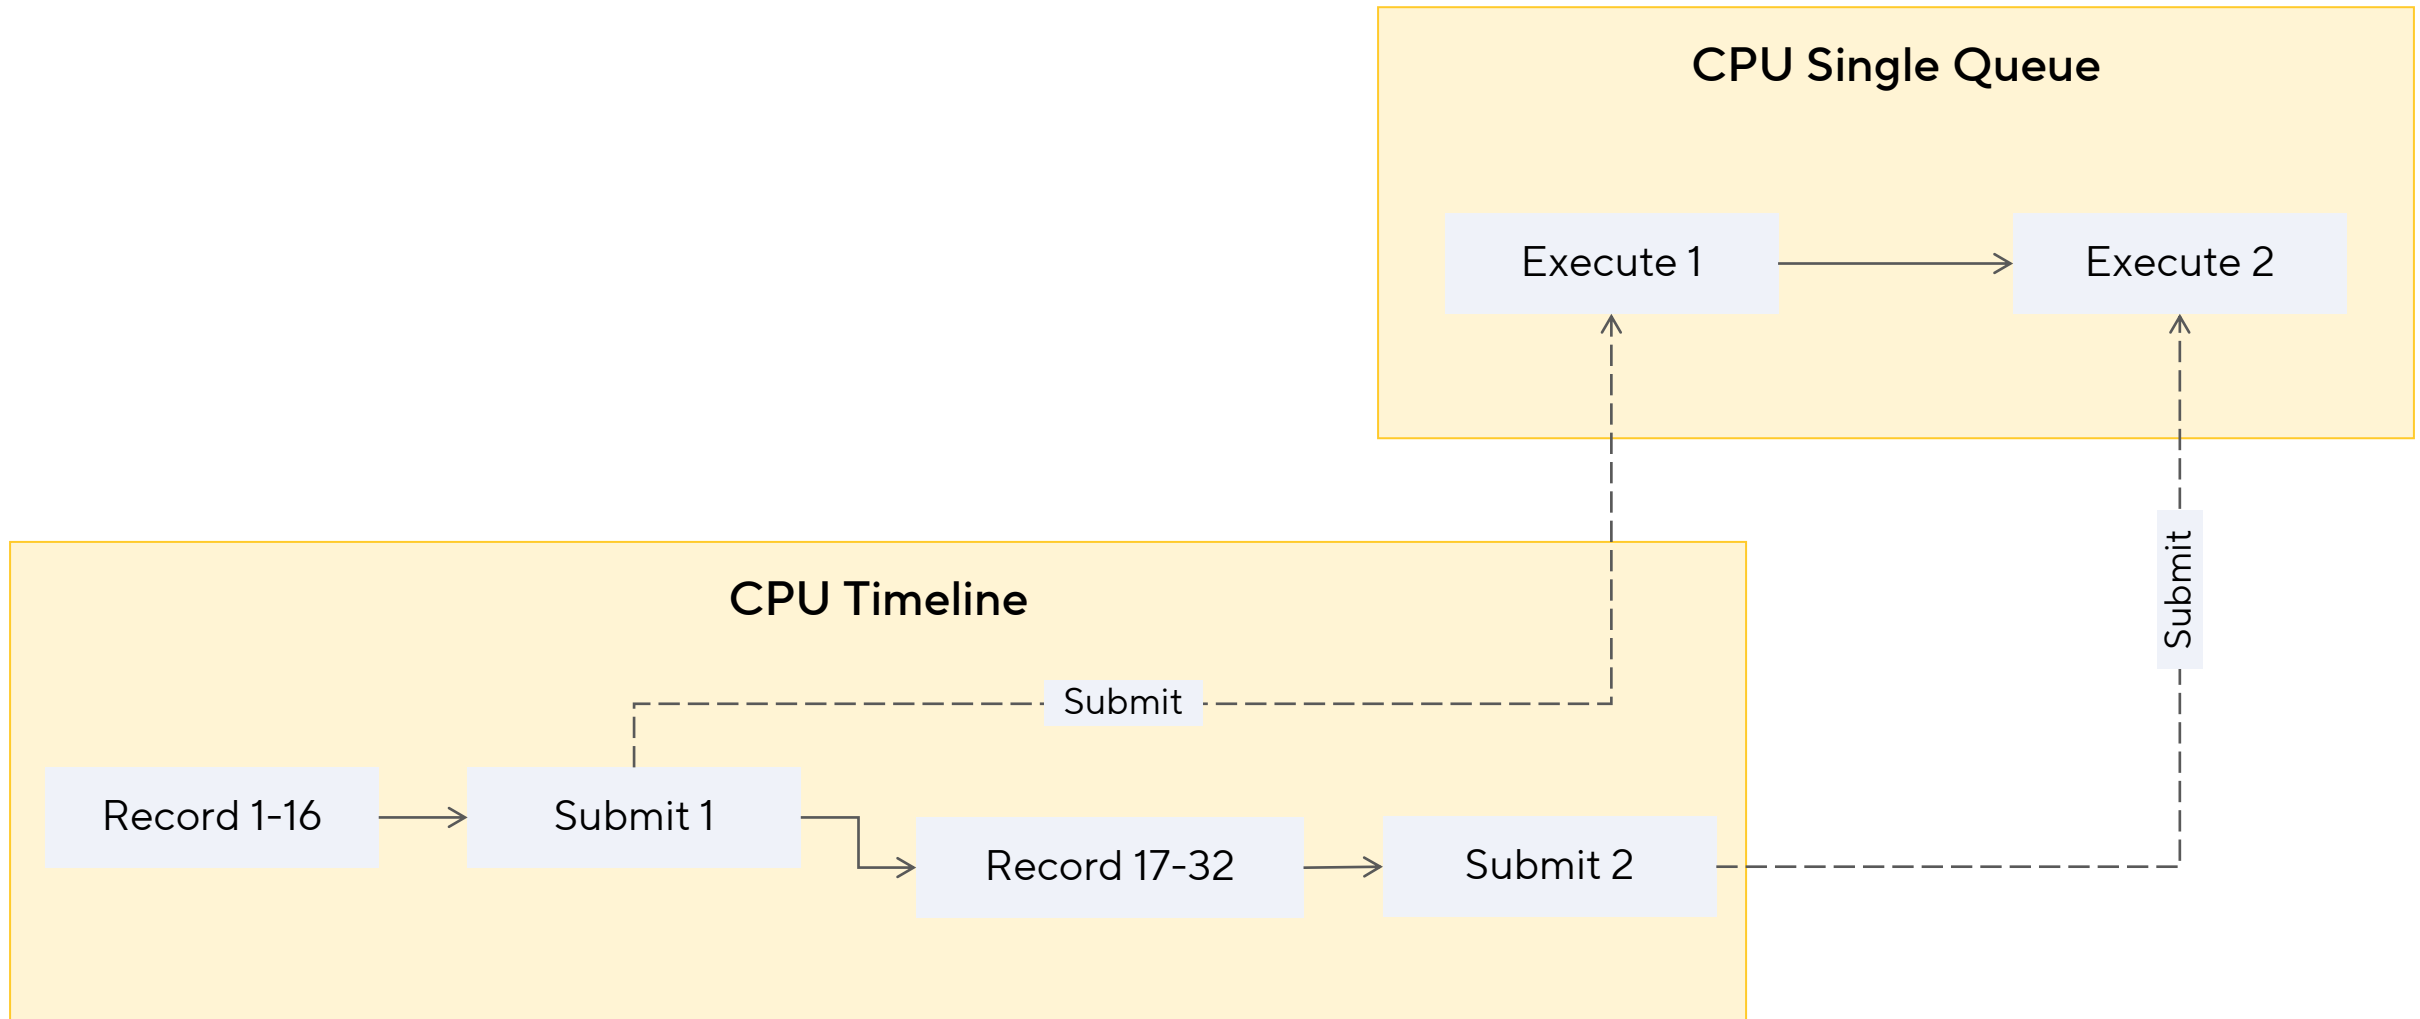 CPU Single Queue
Execute 1
Execute 2
Submit
CPU Timeline
Submit
Record 1-16
Submit 1
Record 17-32
Submit 2